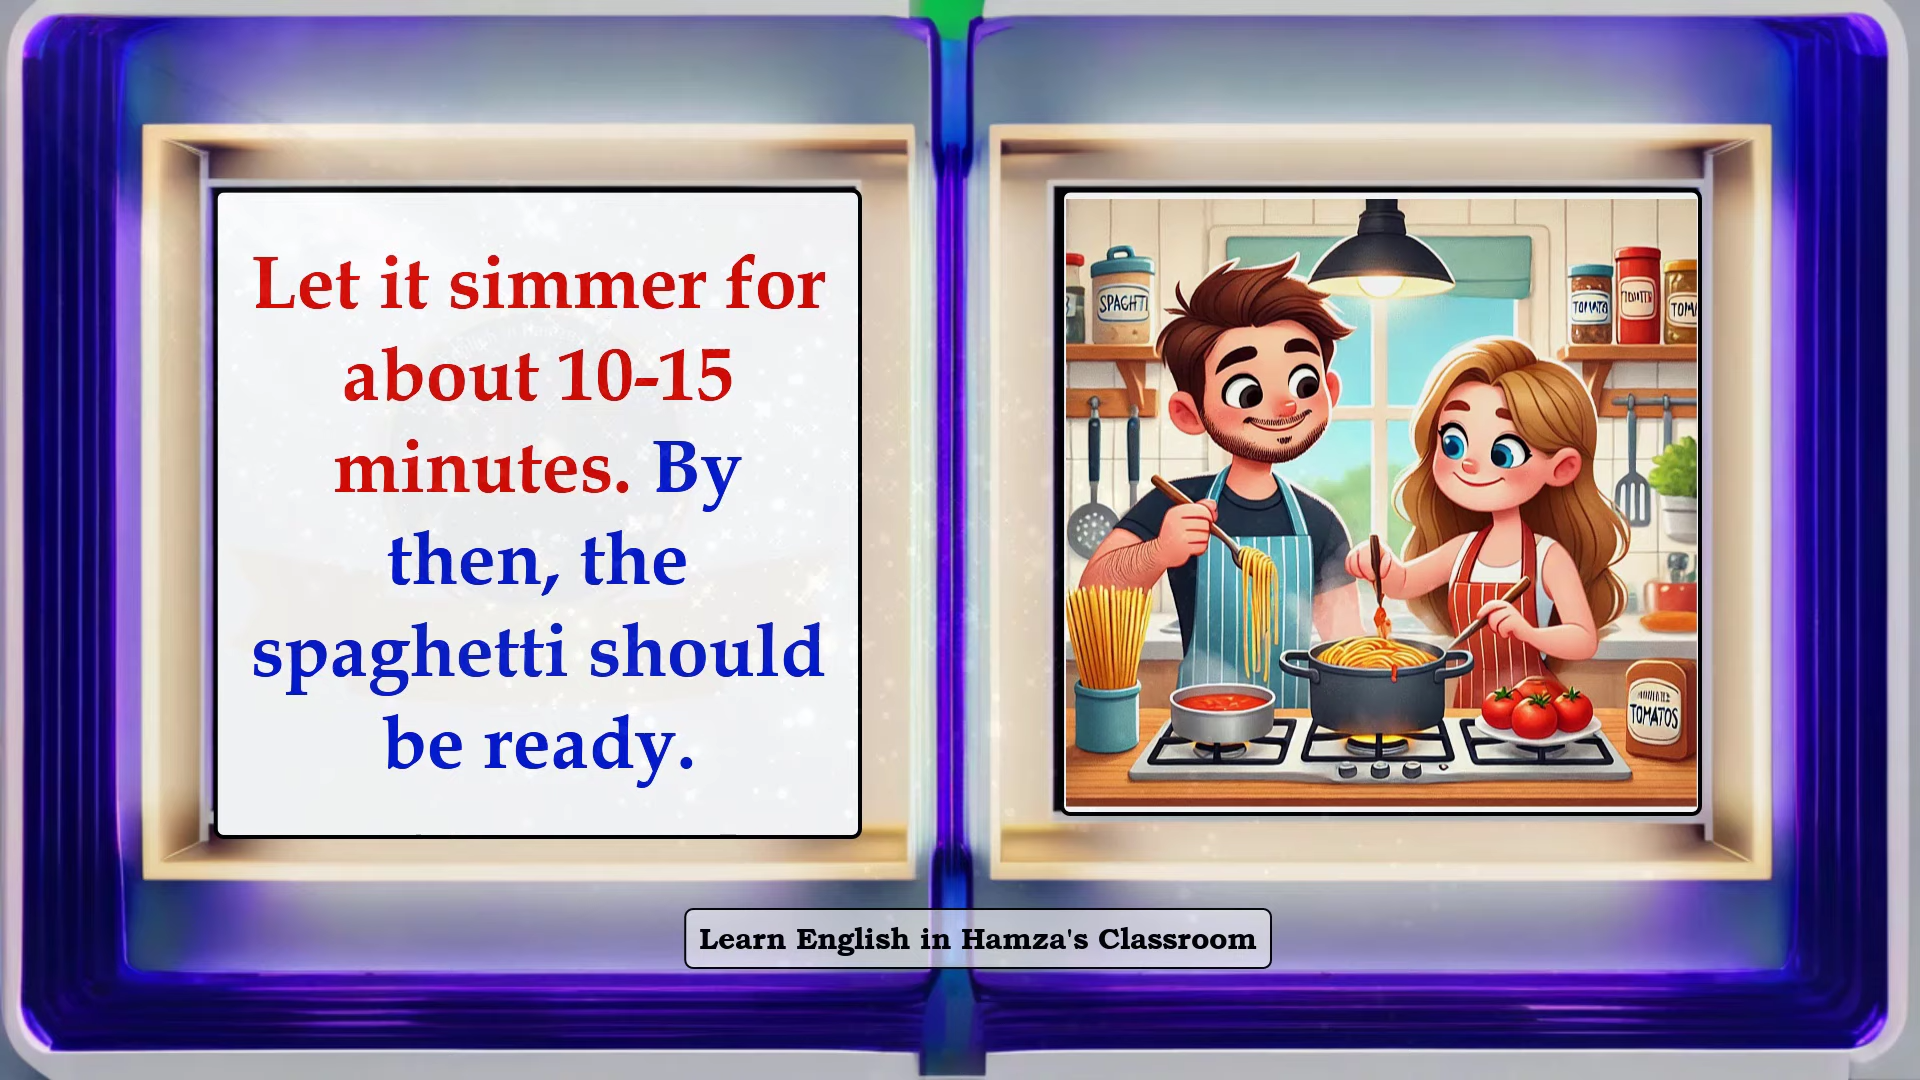 Let it simmer for
about 10-15
minutes. By
then, the
spaghetti should
be ready.
SPAGHTI
TOMATO
TOM
TOMATOS
Learn English in Hamza's Classroom